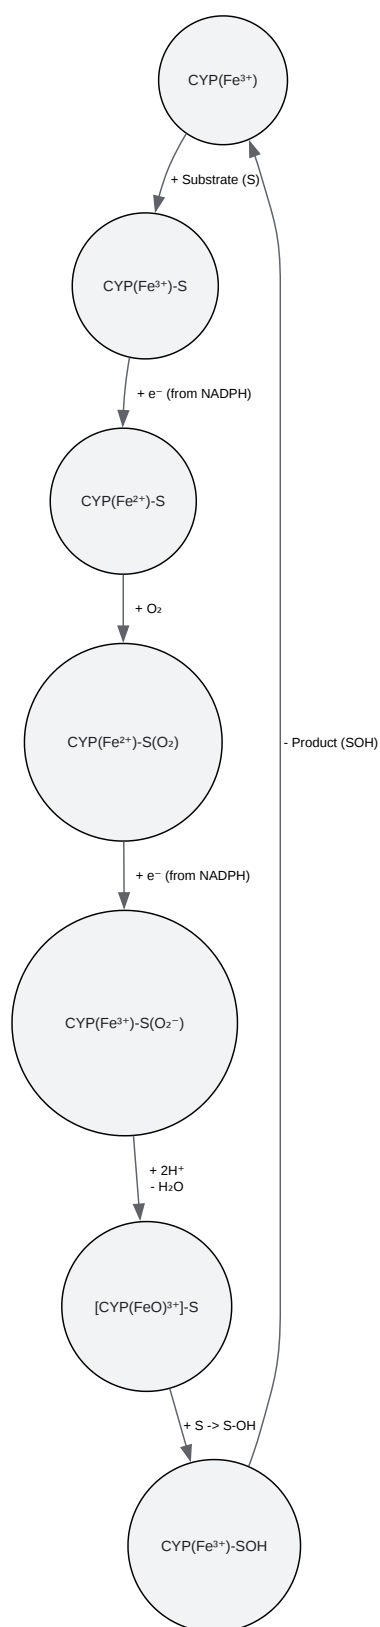 CYP(Fe³⁺)
+ Substrate (S)
CYP(Fe³⁺)-S
+ e⁻ (from NADPH)
CYP(Fe²⁺)-S
+ O₂
CYP(Fe²⁺)-S(O₂)
- Product (SOH)
+ e⁻ (from NADPH)
CYP(Fe³⁺)-S(O₂⁻)
+ 2H⁺
- H₂O
[CYP(FeO)³⁺]-S
+ S -> S-OH
CYP(Fe³⁺)-SOH